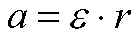 a = ε · r